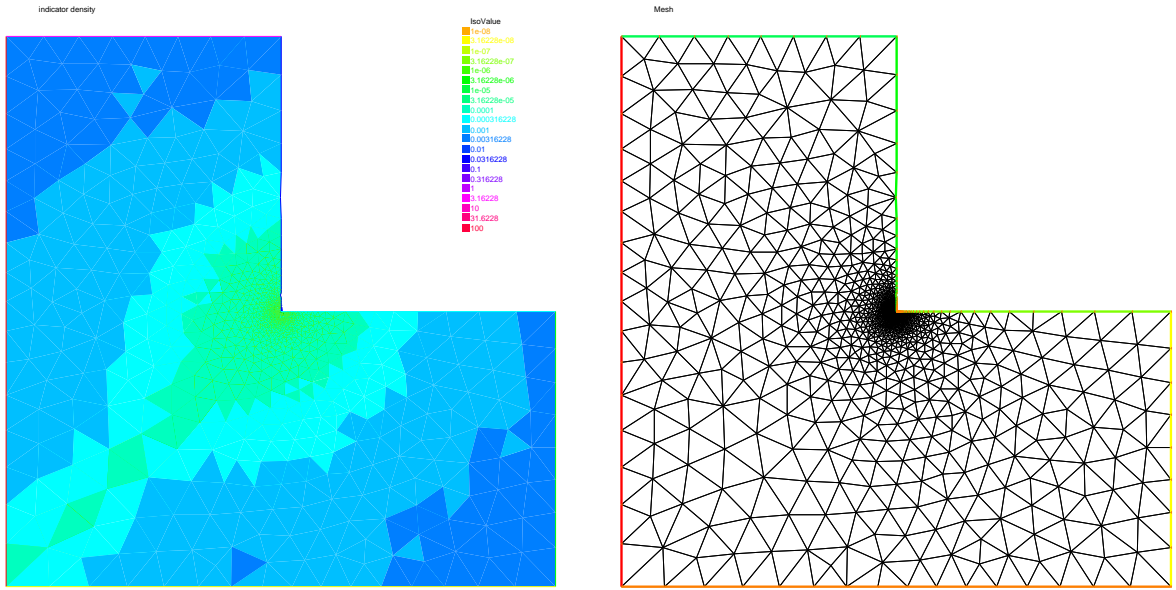 indicator density
Mesh
IsoValue
1e-08
3.16228e-08
1e-07
3.16228e-07
1e-06
3.16228e-06
1e-05
3.16228e-05
0.0001
0.000316228
0.001
0.00316228
0.01
0.0316228
0.1
0.316228
1
3.16228
10
31.6228
100